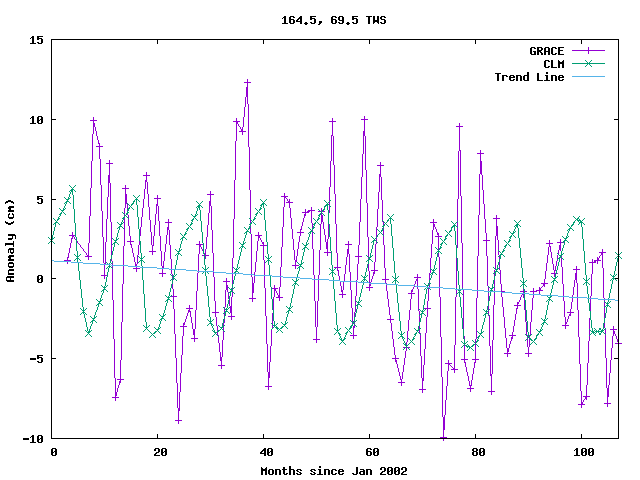 164.5, 69.5 TWS
GRACE
CLM
Trend Line
15
10
5
0
-5
-10
Anomaly (cm)
0 20 40 60 80 100
Months since Jan 2002